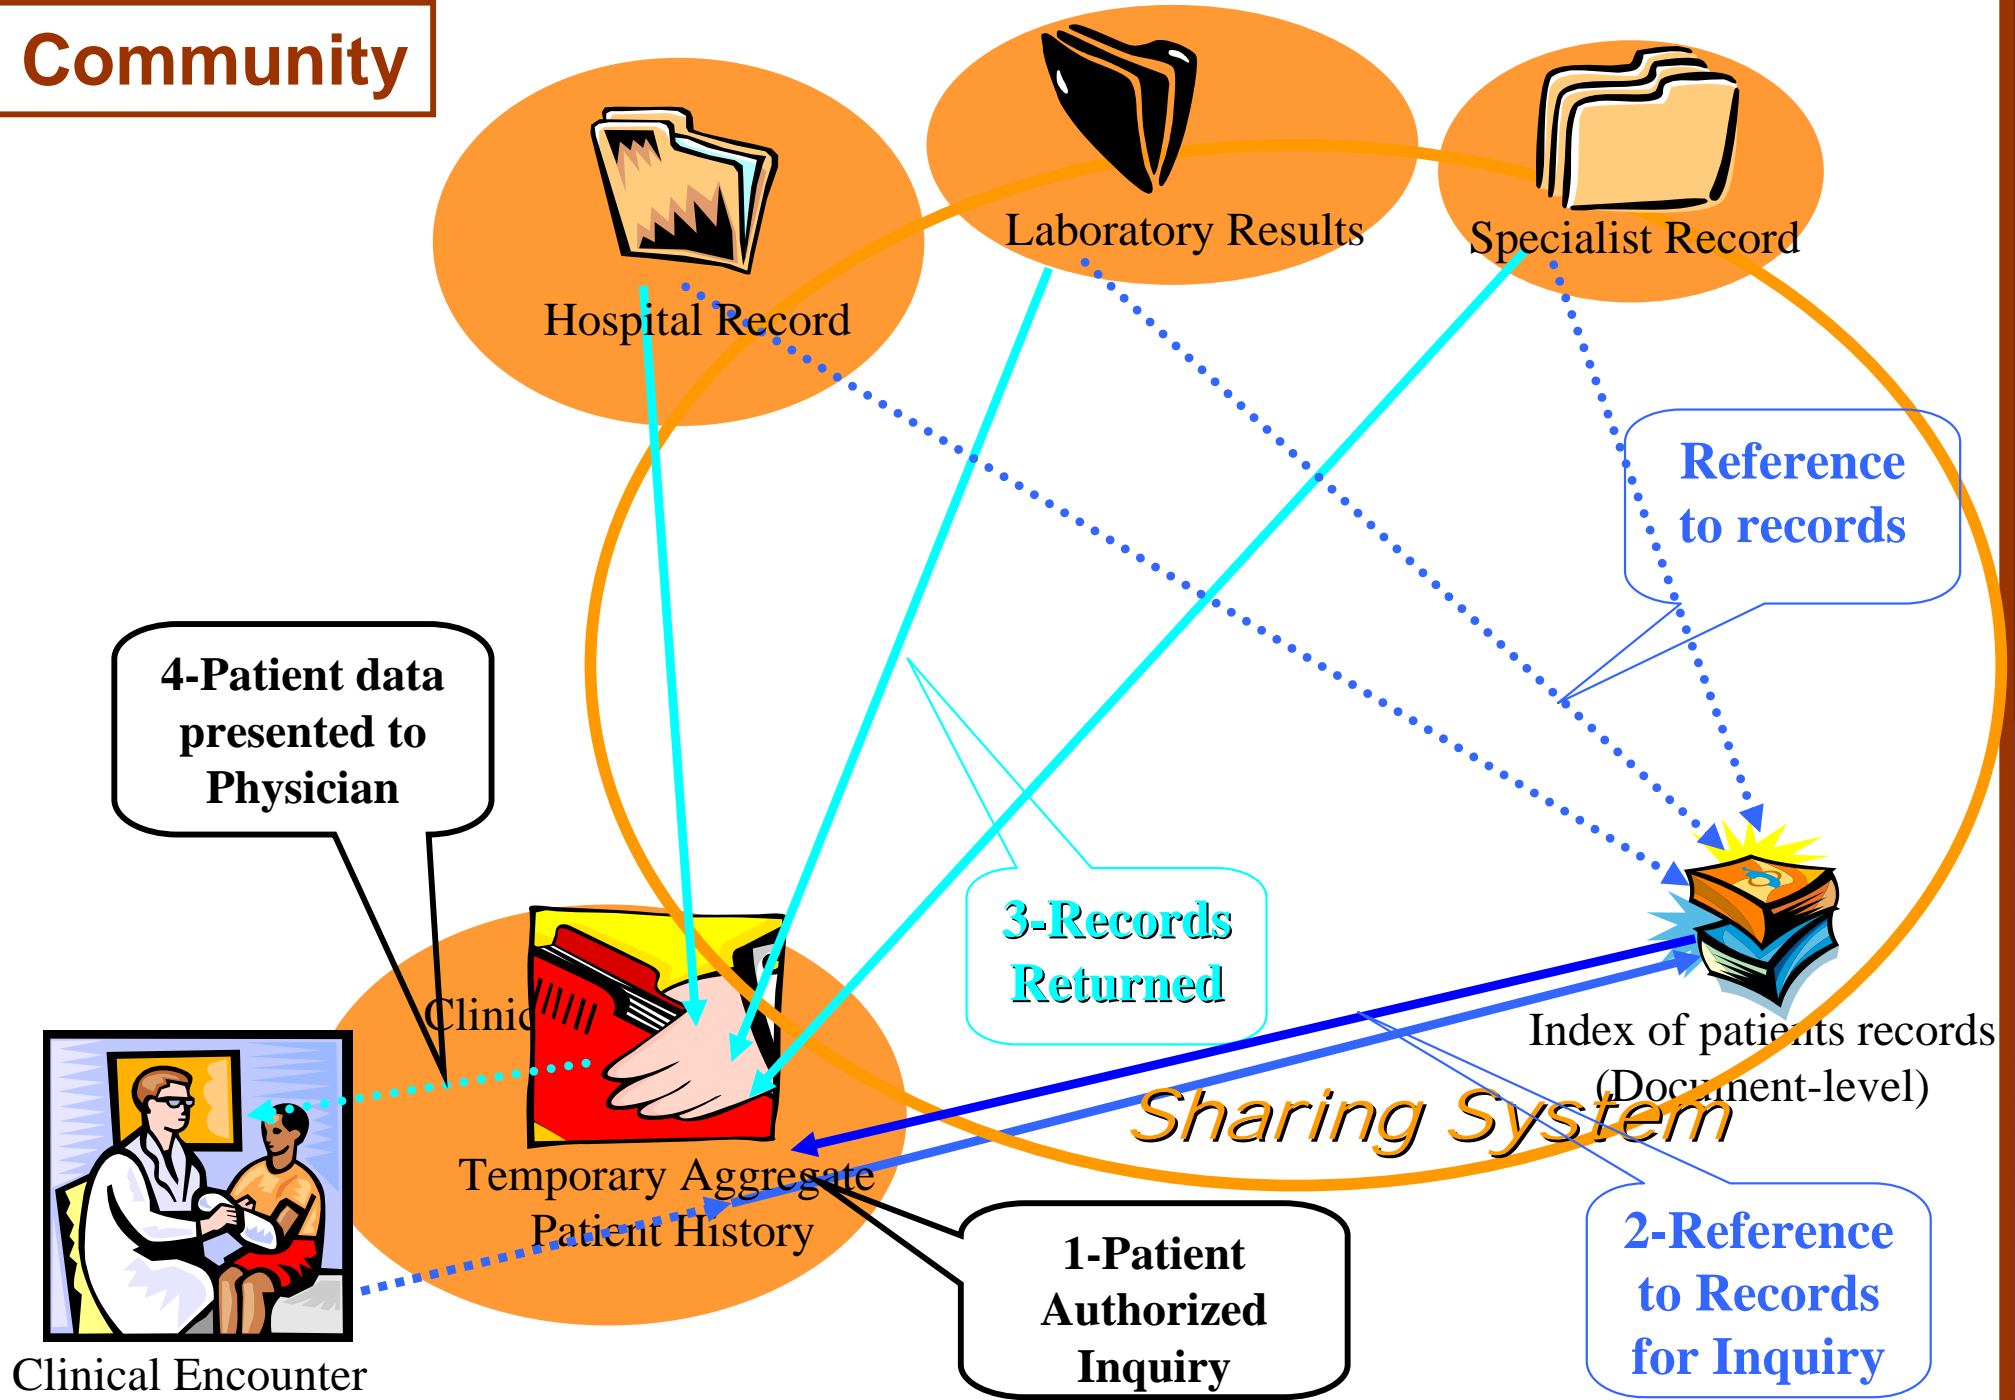 Community
Laboratory Results
Specialist Record
Hospital Record
Reference
to records
4-Patient data
presented to
Physician
3-Records
Returned
Index of patients records
(Document-level)
Sharing System
Temporary Aggregate
Patient History
1-Patient
Authorized
Inquiry
2-Reference
to Records
for Inquiry
Clinical Encounter